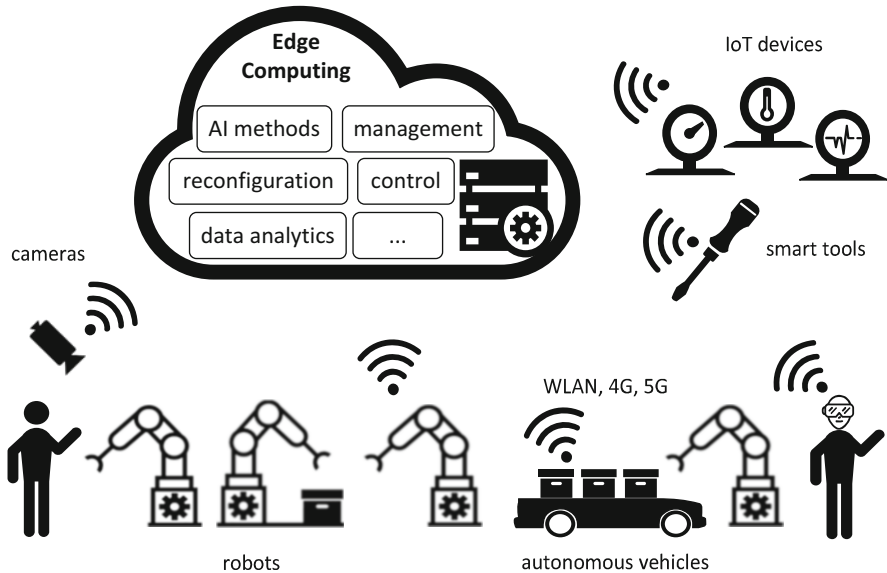 Edge
Computing
IoT devices
AI methods
management
reconfiguration
control
data analytics
...
cameras
smart tools
WLAN, 4G, 5G
robots
autonomous vehicles